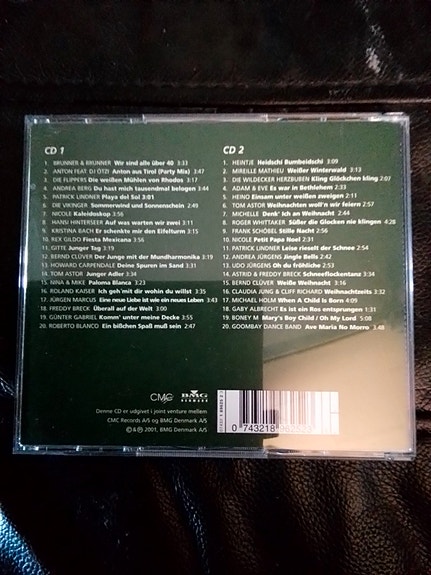 CD 1
1. BRUNNER & BRUNNER Wir sind alle über 40 3:33
2. ANTON FEAT. DJ ÖTZI Anton aus Tirol (Party Mix) 3:47
3. DIE FLIPPERS Die weißen Mühlen von Rhodos 3:17
4. ANDREA BERG Du hast mich tausendmal belogen 3:44
5. PATRICK LINDNER Playa del Sol 3:01
6. DIE VIKINGER Sommerwind und Sonnenschein 2:49
7. NICOLE Kaleidoskop 3:56
8. HANSI HINTERSEER Auf was warten wir zwei 3:11
9. KRISTINA BACH Er schenkte mir den Eifelturm 3:15
10. REX GILDO Fiesta Mexicana 3:56
11. GITTE Junger Tag 3:19
12. BERND CLÜVER Der Junge mit der Mundharmonika 3:19
13. HOWARD CARPENDALE Deine Spuren im Sand 3:31
14. TOM ASTOR Junger Adler 3:34
15. NINA & MIKE Paloma Blanca 3:23
16. ROLAND KAISER Ich geh'mit dir wohin du willst 3:35
17. JÜRGEN MARCUS Eine neue Liebe ist wie ein neues Leben 3:43
18. FREDDY BRECK Überall auf der Welt 3:00
19. GÜNTER GABRIEL Komm' unter meine Decke 3:55
20. ROBERTO BLANCO Ein bißchen Spaß muß sein 2:47
CD 2
1. HEINTJE Heidschi Bumbeidschi 3:09
2. MIREILLE MATHIEU Weißer Winterwald 3:13
3. DIE WILDECKER HERZBUBEN Kling Glöckchen kling 2:07
4. ADAM & EVE Es war in Bethlehem 2:33
5. HEINO Einsam unter weißen zweigen 2:11
6. TOM ASTOR Weihnachten wolf'n wir feiern 2:57
7. MICHELLE Denk' Ich an Weihnacht 2:44
8. ROGER WHITTAKER Süßer die Glocken nie klingen 4:28
9. FRANK SCHÖBEL Stille Nacht 2:56
10. NICOLE Petit Papa Noel 2:31
11. PATRICK LINDNER Leise rieselt der Schnee 2:54
12. ANDREA JÜRGENS Jingle Bells 2:42
13. UDO JÜRGENS Oh du fröhliche 2:53
14. ASTRID & FREDDY BRECK Schneeflockentanz 3:34
15. BERND CLÜVER Weiße Weihnacht 3:16
16. CLAUDIA JUNG & CLIFF RICHARD Weihnachtzeits 3:32
17. MICHAEL HOLM When A Child Is Born 4:09
18. GABY ALBRECHT Es ist ein Ros entsprungen 1:31
19. BONEY M Mary's Boy Child / Oh My Lord 5:08
20. GOOMBAY DANCE BAND Ave Maria No Morro 3:48
CMC
BMG
DENMARK
Denne CD er udgivet i joint venture mellem
CMC Records A/S og BMG Denmark A/S
© & ℗ 2001, BMG Denmark A/S
0 743218